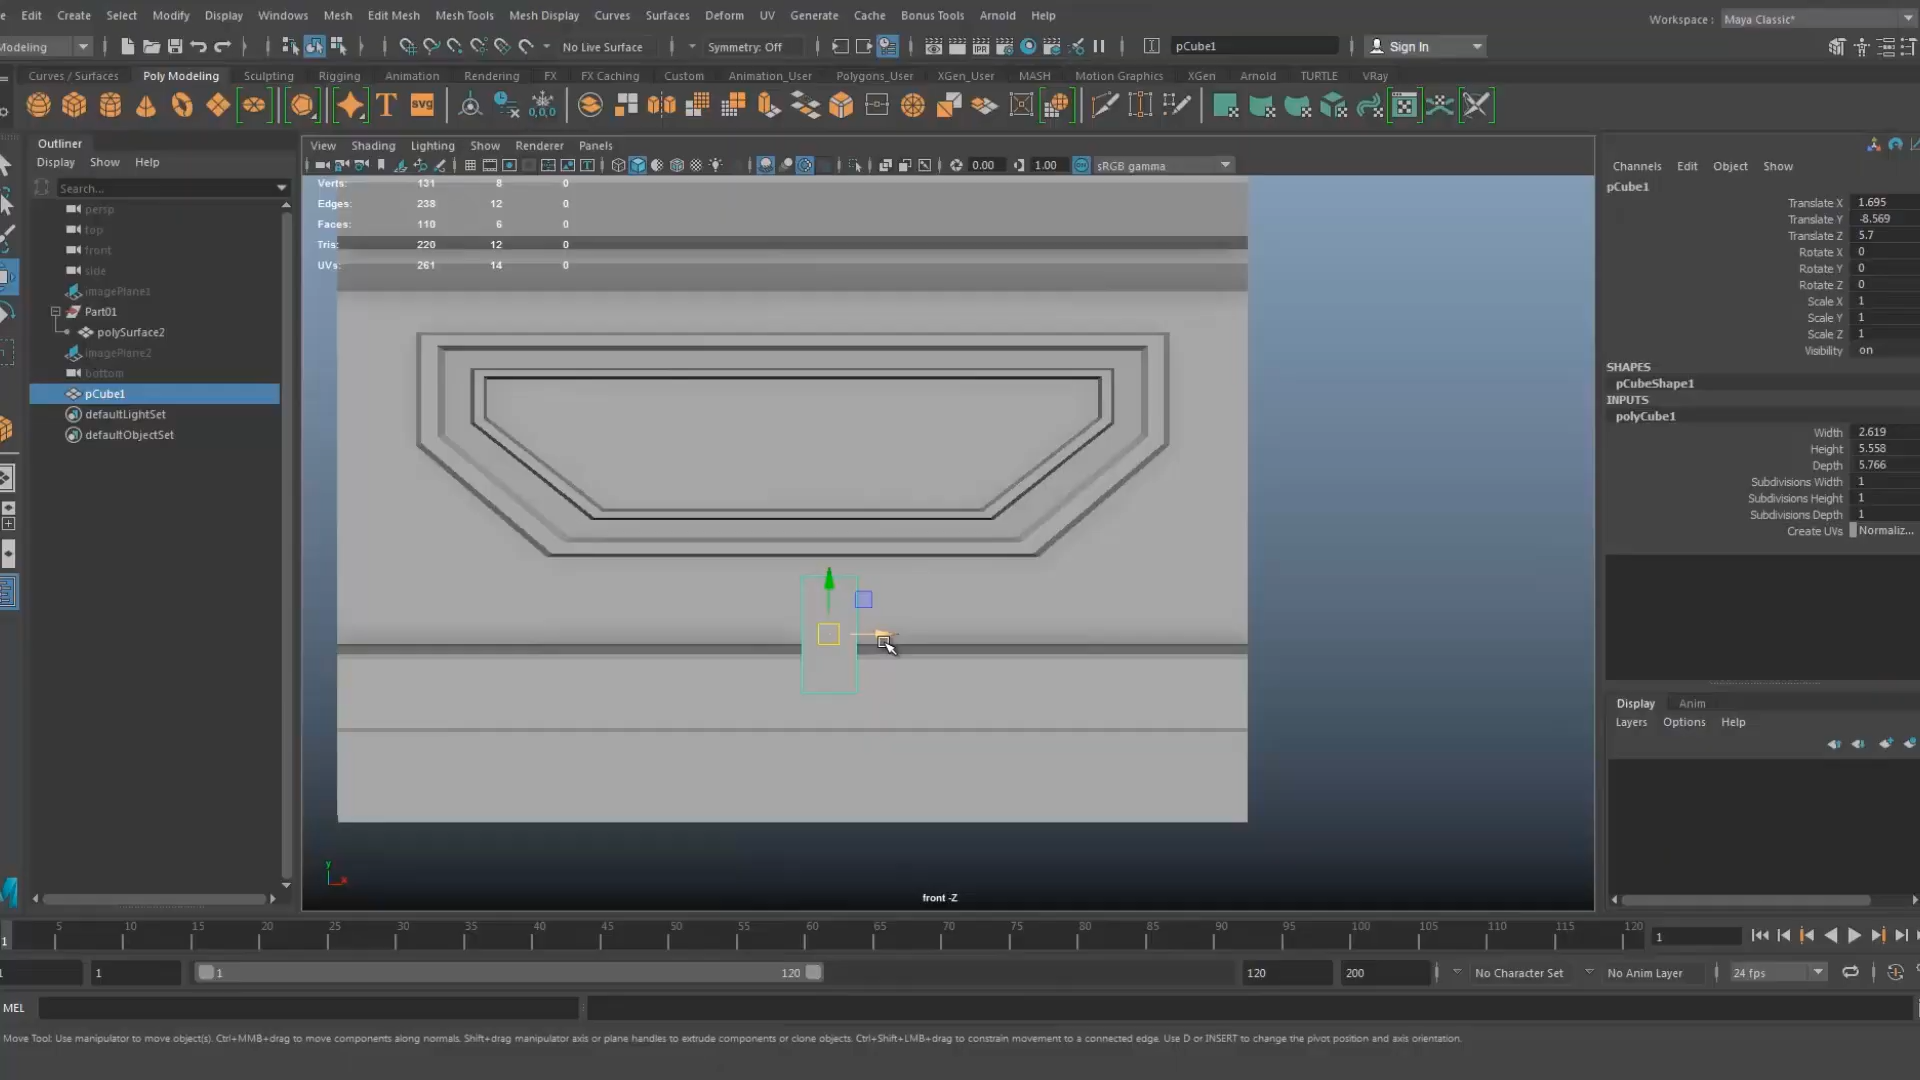 Edit Create Select Modify Display Windows Mesh Edit Mesh Mesh Tools Mesh Display Curves Surfaces Deform UV Generate Cache Bonus Tools Arnold Help
Workspace : Maya Classic*
Modeling No Live Surface Symmetry: Off IPR pCube1 Sign In
Curves / Surfaces Poly Modeling Sculpting Rigging Animation Rendering FX FX Caching Custom Animation_User Polygons_User XGen_User MASH Motion Graphics XGen Arnold TURTLE VRay
T SVG 0,0,0
Outliner
Display Show Help
Search...
persp
top
front
side
imagePlane1
Part01
polySurface2
imagePlane2
bottom
pCube1
defaultLightSet
defaultObjectSet
View Shading Lighting Show Renderer Panels
0.00 1.00 sRGB gamma
Verts: 131 8 0
Edges: 238 12 0
Faces: 110 6 0
Tris: 220 12 0
UVs: 261 14 0
y
x
front -Z
Channels Edit Object Show
pCube1
Translate X 1.695
Translate Y -8.569
Translate Z 5.7
Rotate X 0
Rotate Y 0
Rotate Z 0
Scale X 1
Scale Y 1
Scale Z 1
Visibility on
SHAPES
pCubeShape1
INPUTS
polyCube1
Width 2.619
Height 5.558
Depth 5.766
Subdivisions Width 1
Subdivisions Height 1
Subdivisions Depth 1
Create UVs Normaliz...
Display Anim
Layers Options Help
1 5 10 15 20 25 30 35 40 45 50 55 60 65 70 75 80 85 90 95 100 105 110 115 120
1
1 1 1 120 120 200 No Character Set No Anim Layer 24 fps
MEL
Move Tool: Use manipulator to move object(s). Ctrl+MMB+drag to move components along normals. Shift+drag manipulator axis or plane handles to extrude components or clone objects. Ctrl+Shift+LMB+drag to constrain movement to a connected edge. Use D or INSERT to change the pivot position and axis orientation.